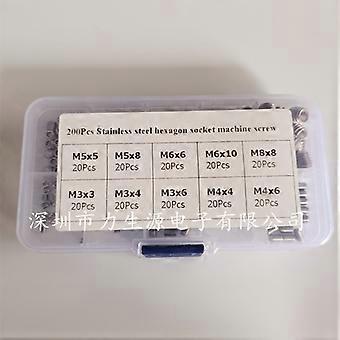 200Pcs Stainless steel hexagon socket machine screw
M5x5 M5x8 M6x6 M6x10 M8x8
20Pcs 20Pcs 20Pcs 20Pcs 20Pcs
M3x3 M3x4 M3x6 M4x4 M4x6
20Pcs 20Pcs 20Pcs 20Pcs 20Pcs
深圳市力生源电子有限公司